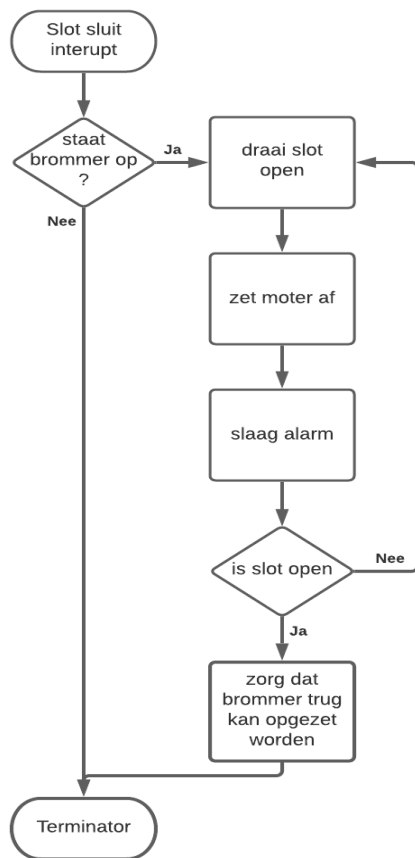 Slot sluit
interupt
staat
brommer op
?
Ja
Nee
draai slot
open
zet moter af
slaag alarm
is slot open
Nee
Ja
zorg dat
brommer trug
kan opgezet
worden
Terminator